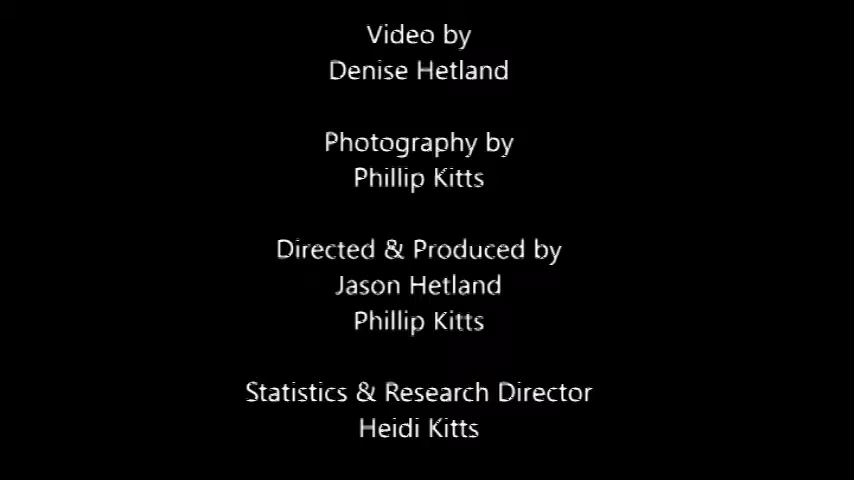 Video by
Denise Hetland
Photography by
Phillip Kitts
Directed & Produced by
Jason Hetland
Phillip Kitts
Statistics & Research Director
Heidi Kitts